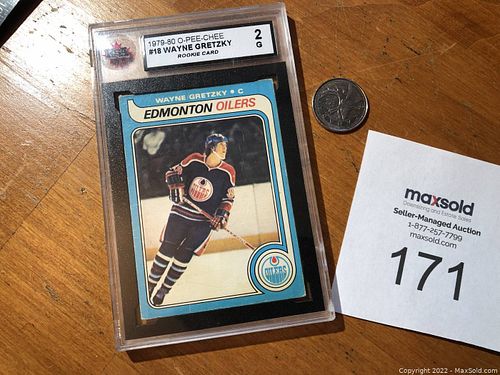 1979-80 O-PEE-CHEE
#18 WAYNE GRETZKY
ROOKIE CARD
2
G
WAYNE GRETZKY • C
EDMONTON OILERS
OILERS
OILERS
maxsold
Downsizing and Estate Sales
Seller-Managed Auction
1-877-257-7799
maxsold.com
171
Copyright 2022 - MaxSold.com